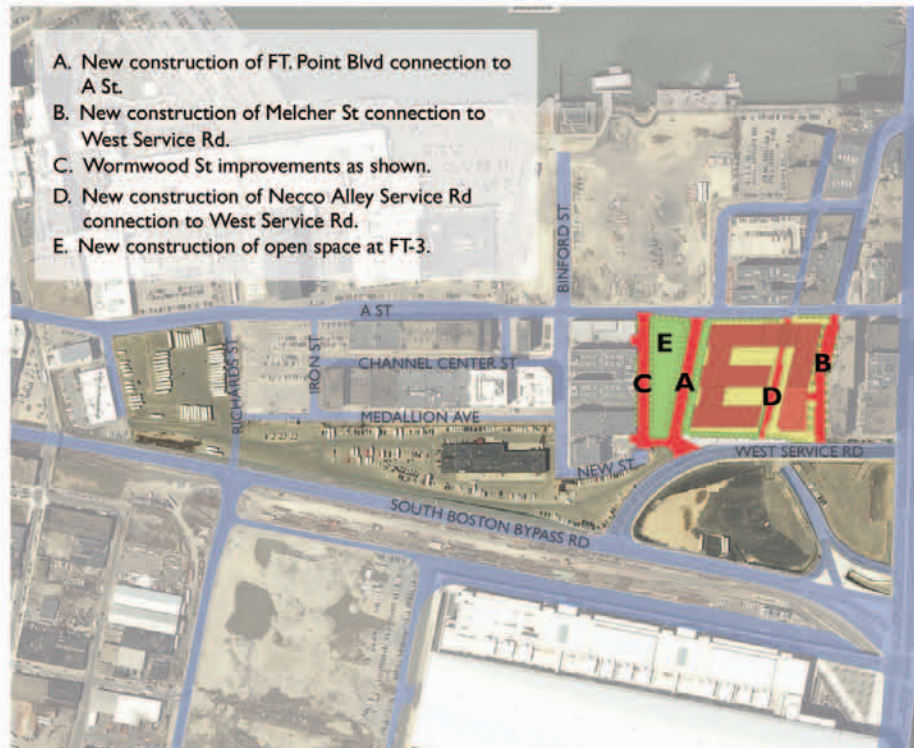 A. New construction of FT. Point Blvd connection to
A St.
B. New construction of Melcher St connection to
West Service Rd.
C. Wormwood St improvements as shown.
D. New construction of Necco Alley Service Rd
connection to West Service Rd.
E. New construction of open space at FT-3.
BINFORD ST
A ST
RICHARDS ST
IRON ST
CHANNEL CENTER ST
MEDALLION AVE
E
C
A
D
B
NEW ST
WEST SERVICE RD
SOUTH BOSTON BYPASS RD